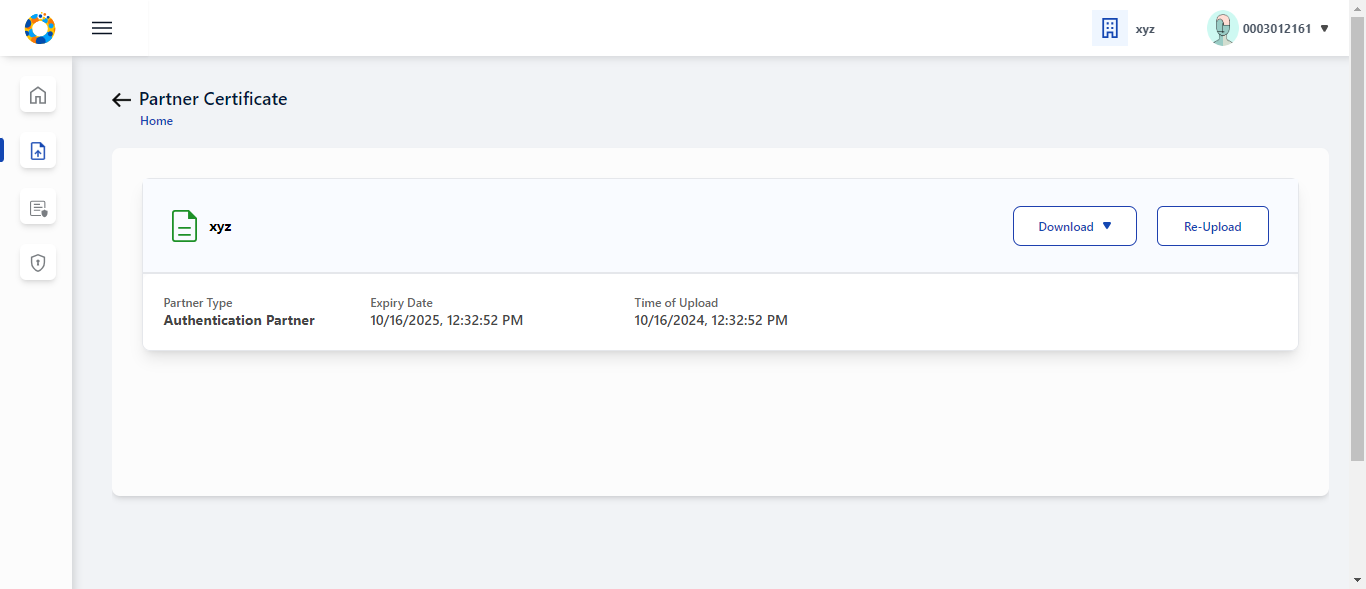 xyz
0003012161
Partner Certificate
Home
xyz
Download
Re-Upload
Partner Type
Expiry Date
Time of Upload
Authentication Partner
10/16/2025, 12:32:52 PM
10/16/2024, 12:32:52 PM